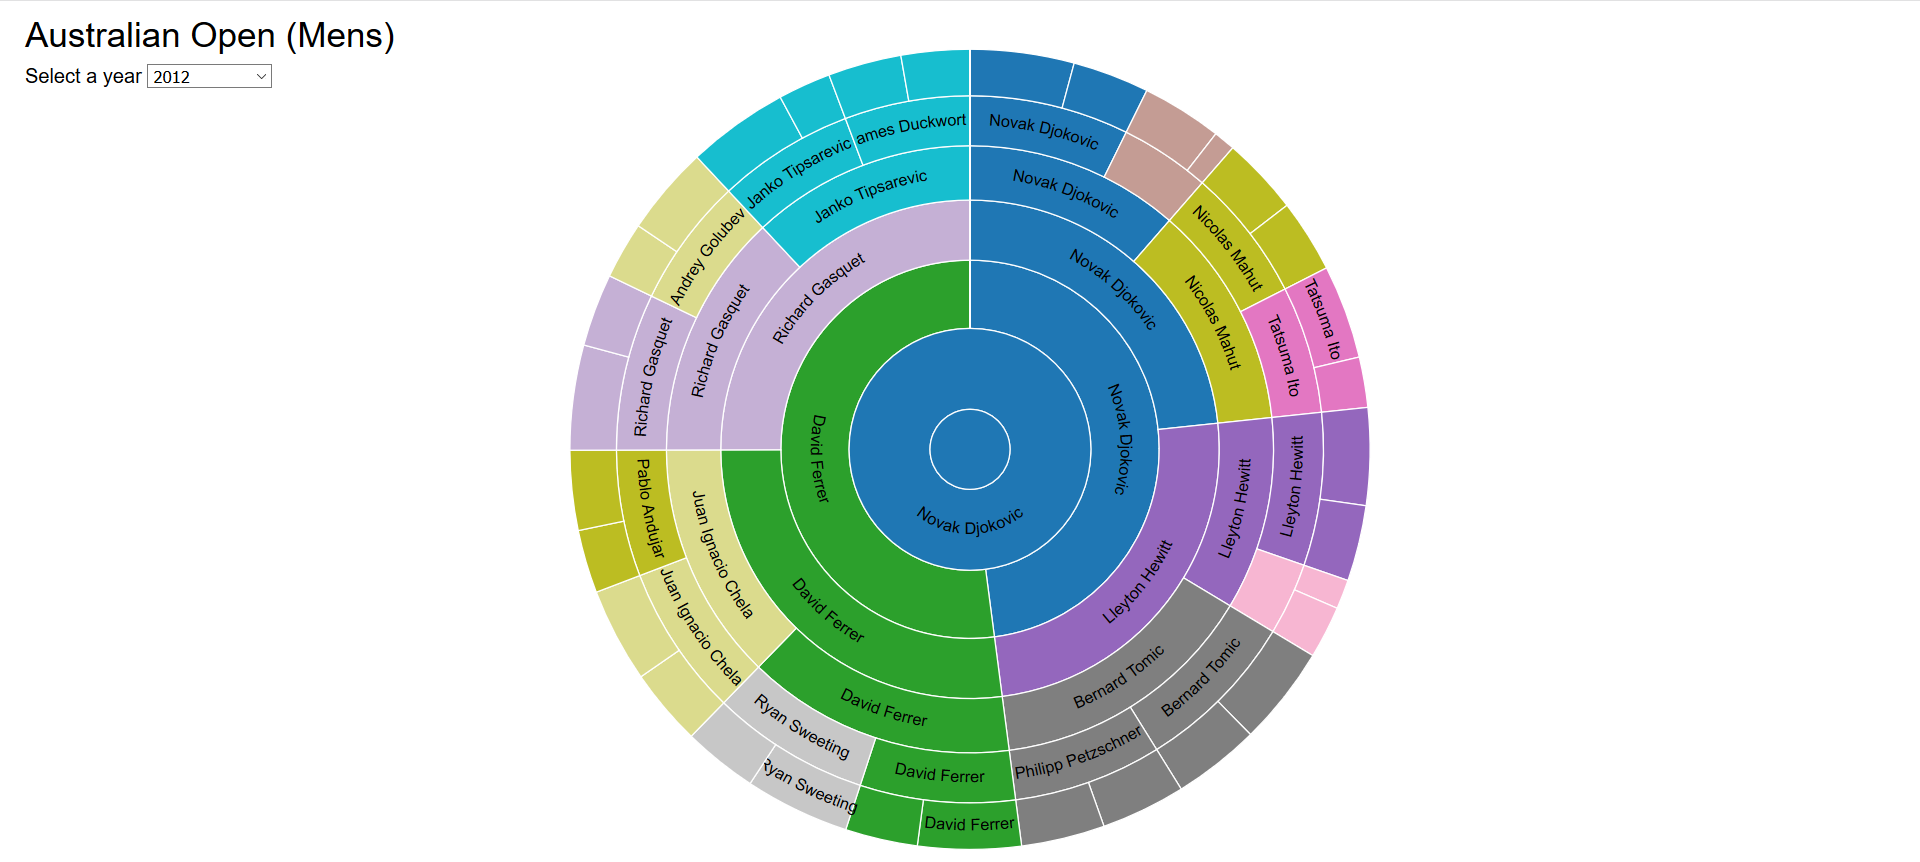 Australian Open (Mens)
Select a year 2012
Novak Djokovic
Novak Djokovic
Novak Djokovic
Novak Djokovic
Novak Djokovic
Nicolas Mahut
Nicolas Mahut
Tatsuma Ito
Tatsuma Ito
Lleyton Hewitt
Lleyton Hewitt
Lleyton Hewitt
Bernard Tomic
Bernard Tomic
Philipp Petzschner
David Ferrer
David Ferrer
David Ferrer
David Ferrer
David Ferrer
Ryan Sweeting
Ryan Sweeting
Juan Ignacio Chela
Juan Ignacio Chela
Pablo Andujar
Richard Gasquet
Richard Gasquet
Richard Gasquet
Andrey Golubev
Janko Tipsarevic
Janko Tipsarevic
ames Duckwort